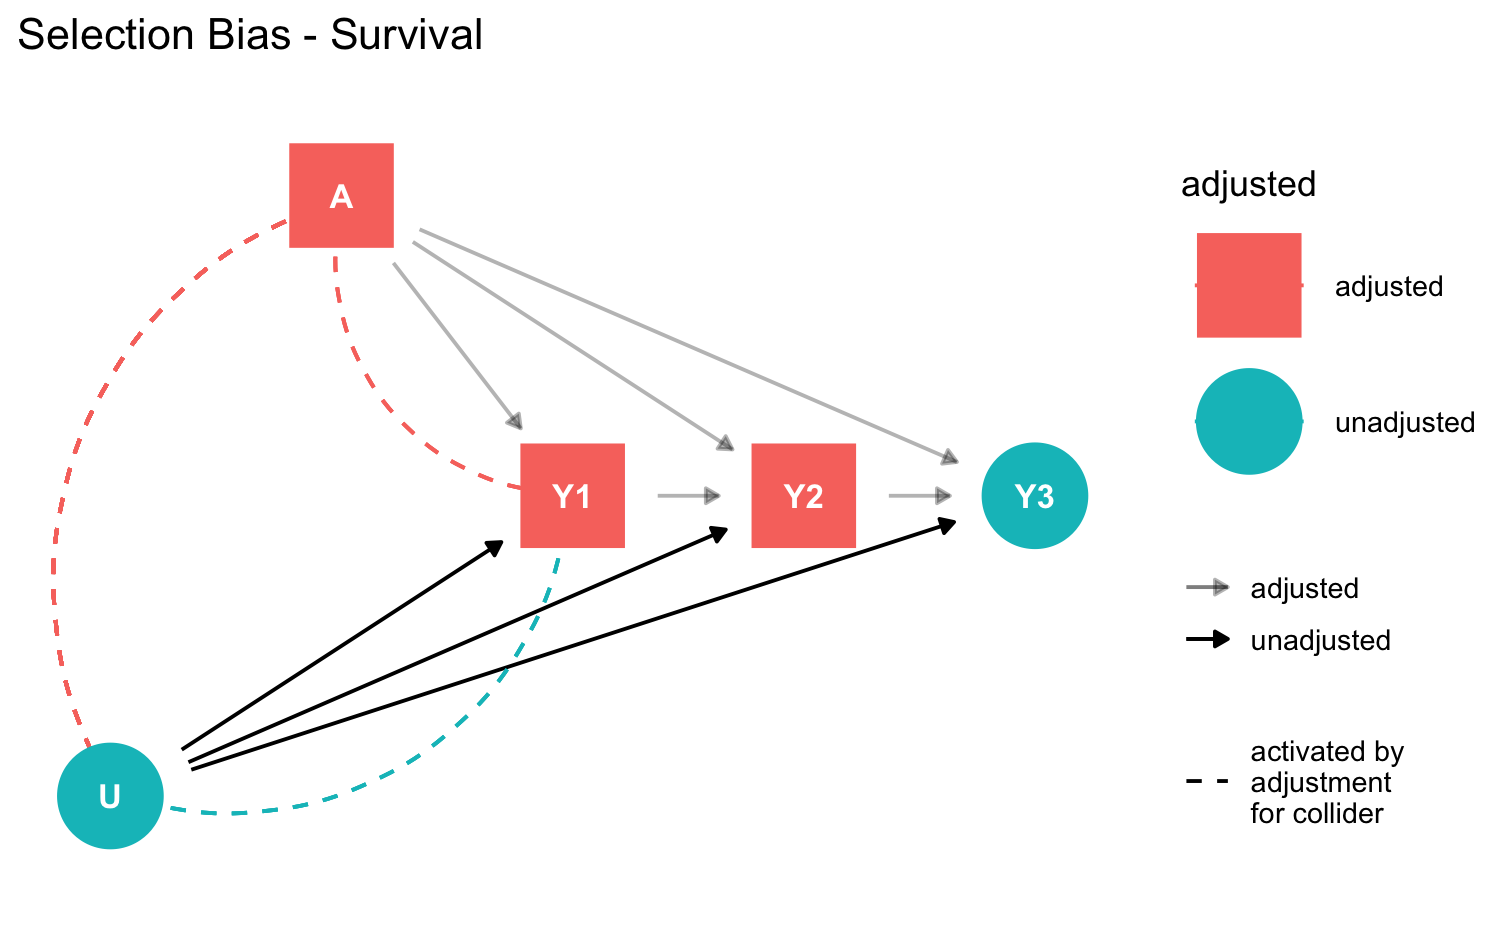 Selection Bias - Survival
A
Y1
Y2
Y3
U
adjusted
adjusted
unadjusted
adjusted
unadjusted
activated by
adjustment
for collider